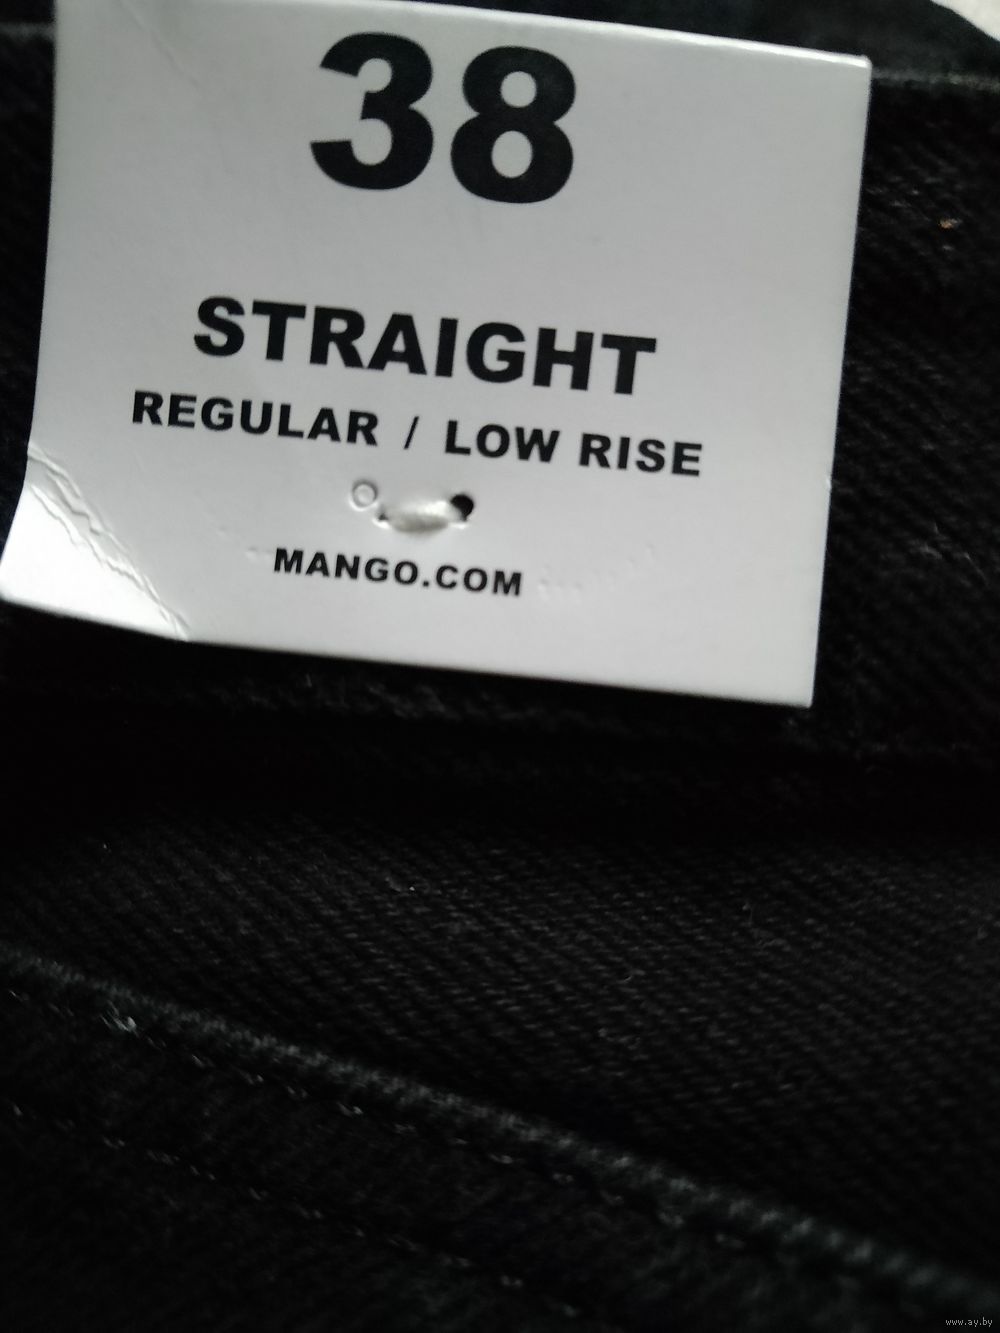 38
STRAIGHT
REGULAR / LOW RISE
MANGO.COM
www.ay.by